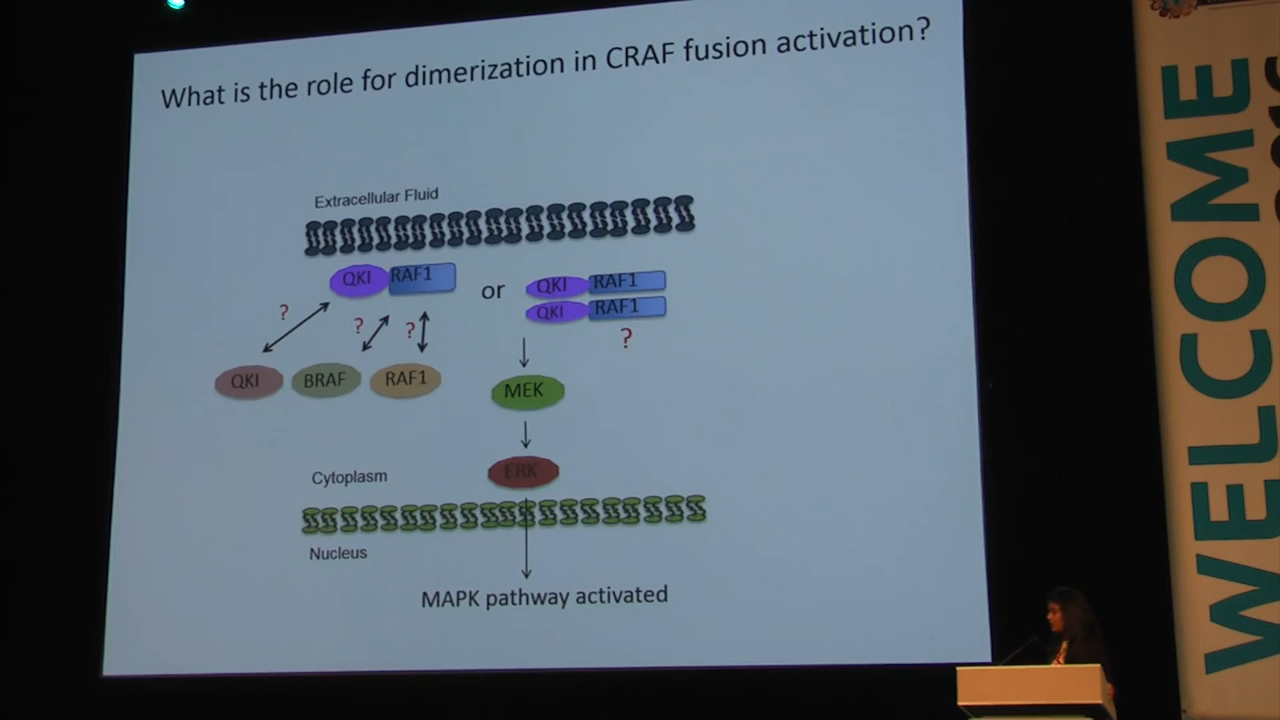 What is the role for dimerization in CRAF fusion activation?
Extracellular Fluid
QKI RAF1
or
QKI RAF1
QKI RAF1
? ? ? ?
QKI BRAF RAF1
MEK
ERK
Cytoplasm
Nucleus
MAPK pathway activated
WELCOME